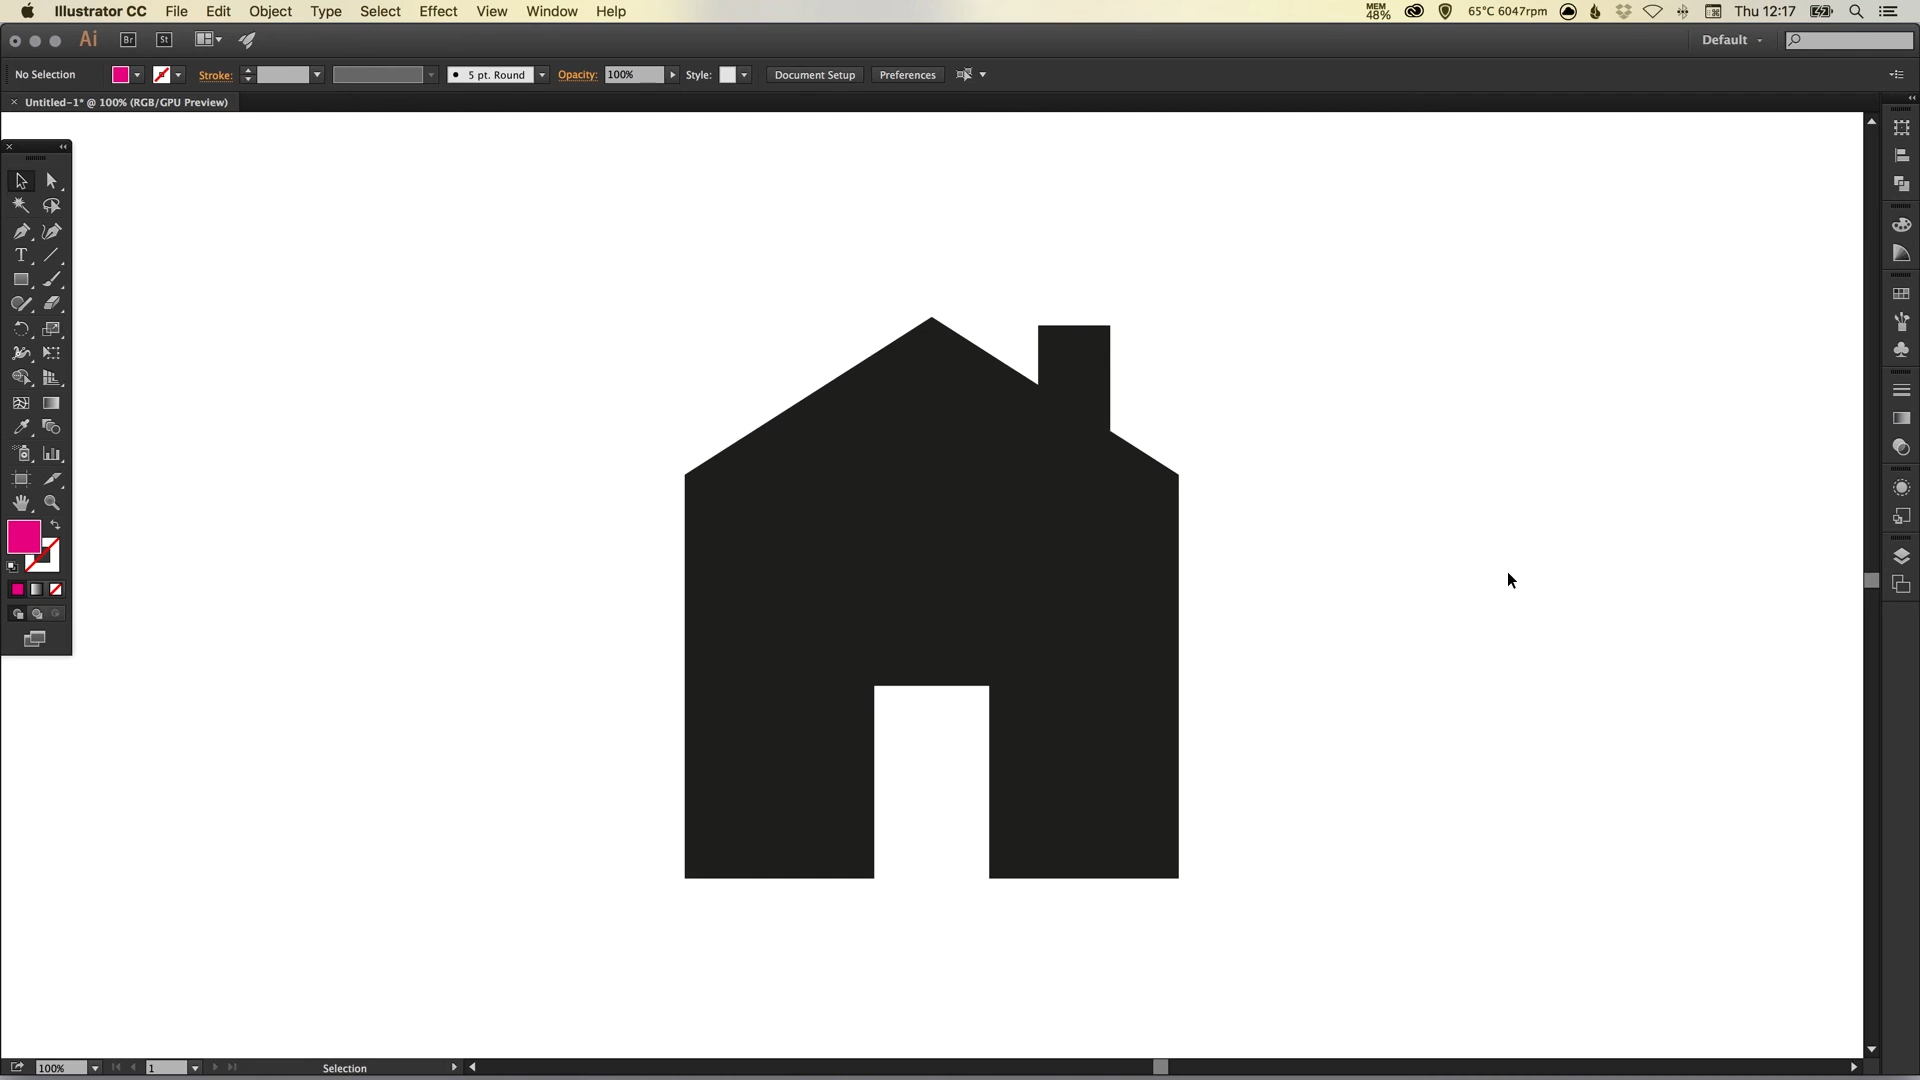 Illustrator CC File Edit Object Type Select Effect View Window Help MEM 48% 65°C 6047rpm Thu 12:17
Ai Br St Default
No Selection Stroke: 5 pt. Round Opacity: 100% Style: Document Setup Preferences
× Untitled-1* @ 100% (RGB/GPU Preview)
T
100% 1 Selection